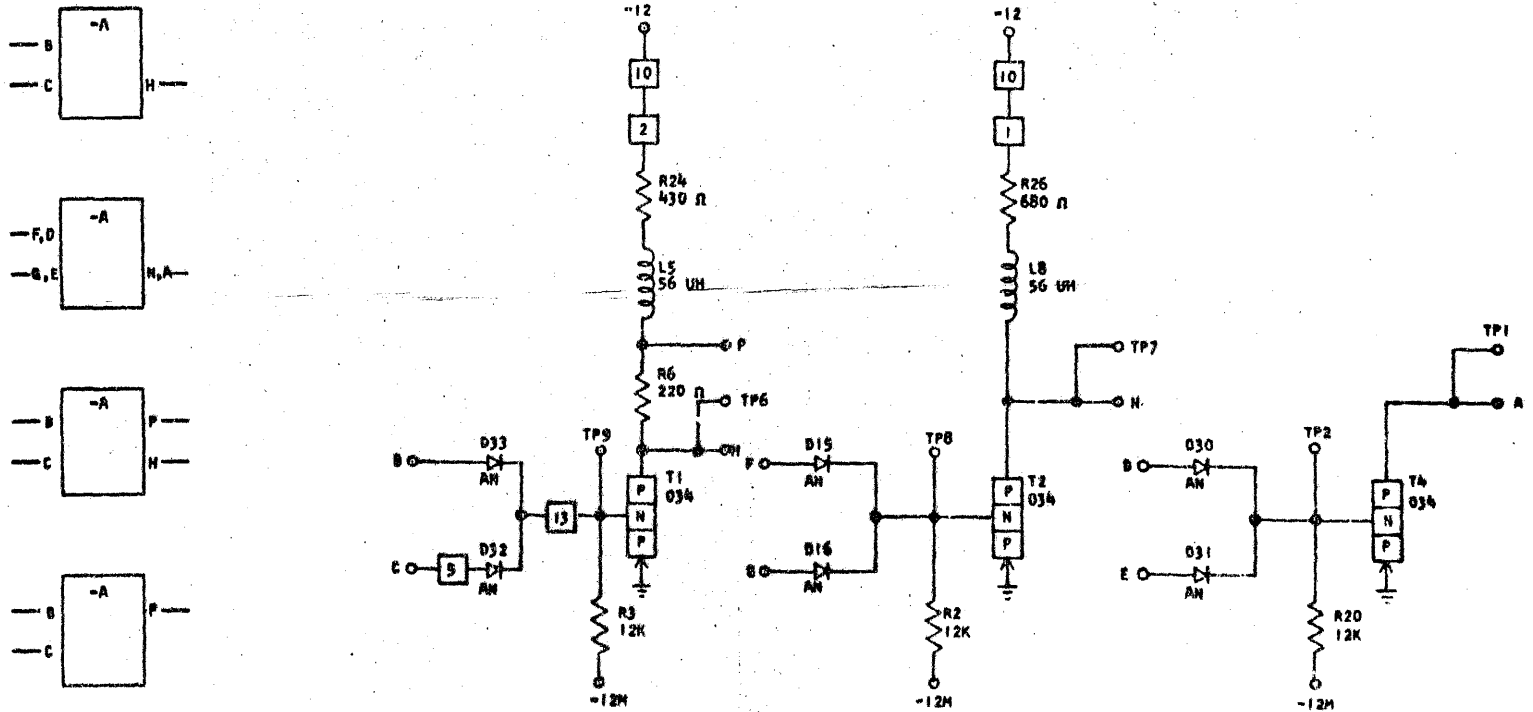 -A
B
C
H
-A
F,D
G,E
N,A
-A
B
C
P
H
-A
B
C
P
-12
10
2
R24
430 Ω
L5
56 UH
P
R6
220 Ω
TP6
H
TP9
B
D33
AN
13
C
9
D32
AN
P
N
P
T1
034
R3
12K
-12M
-12
10
1
R26
680 Ω
L8
56 UH
TP7
N
TP8
F
D15
AN
G
D16
AN
P
N
P
T2
034
R2
12K
-12M
TP1
A
TP2
D
D30
AN
E
D31
AN
P
N
P
T4
034
R20
12K
-12M